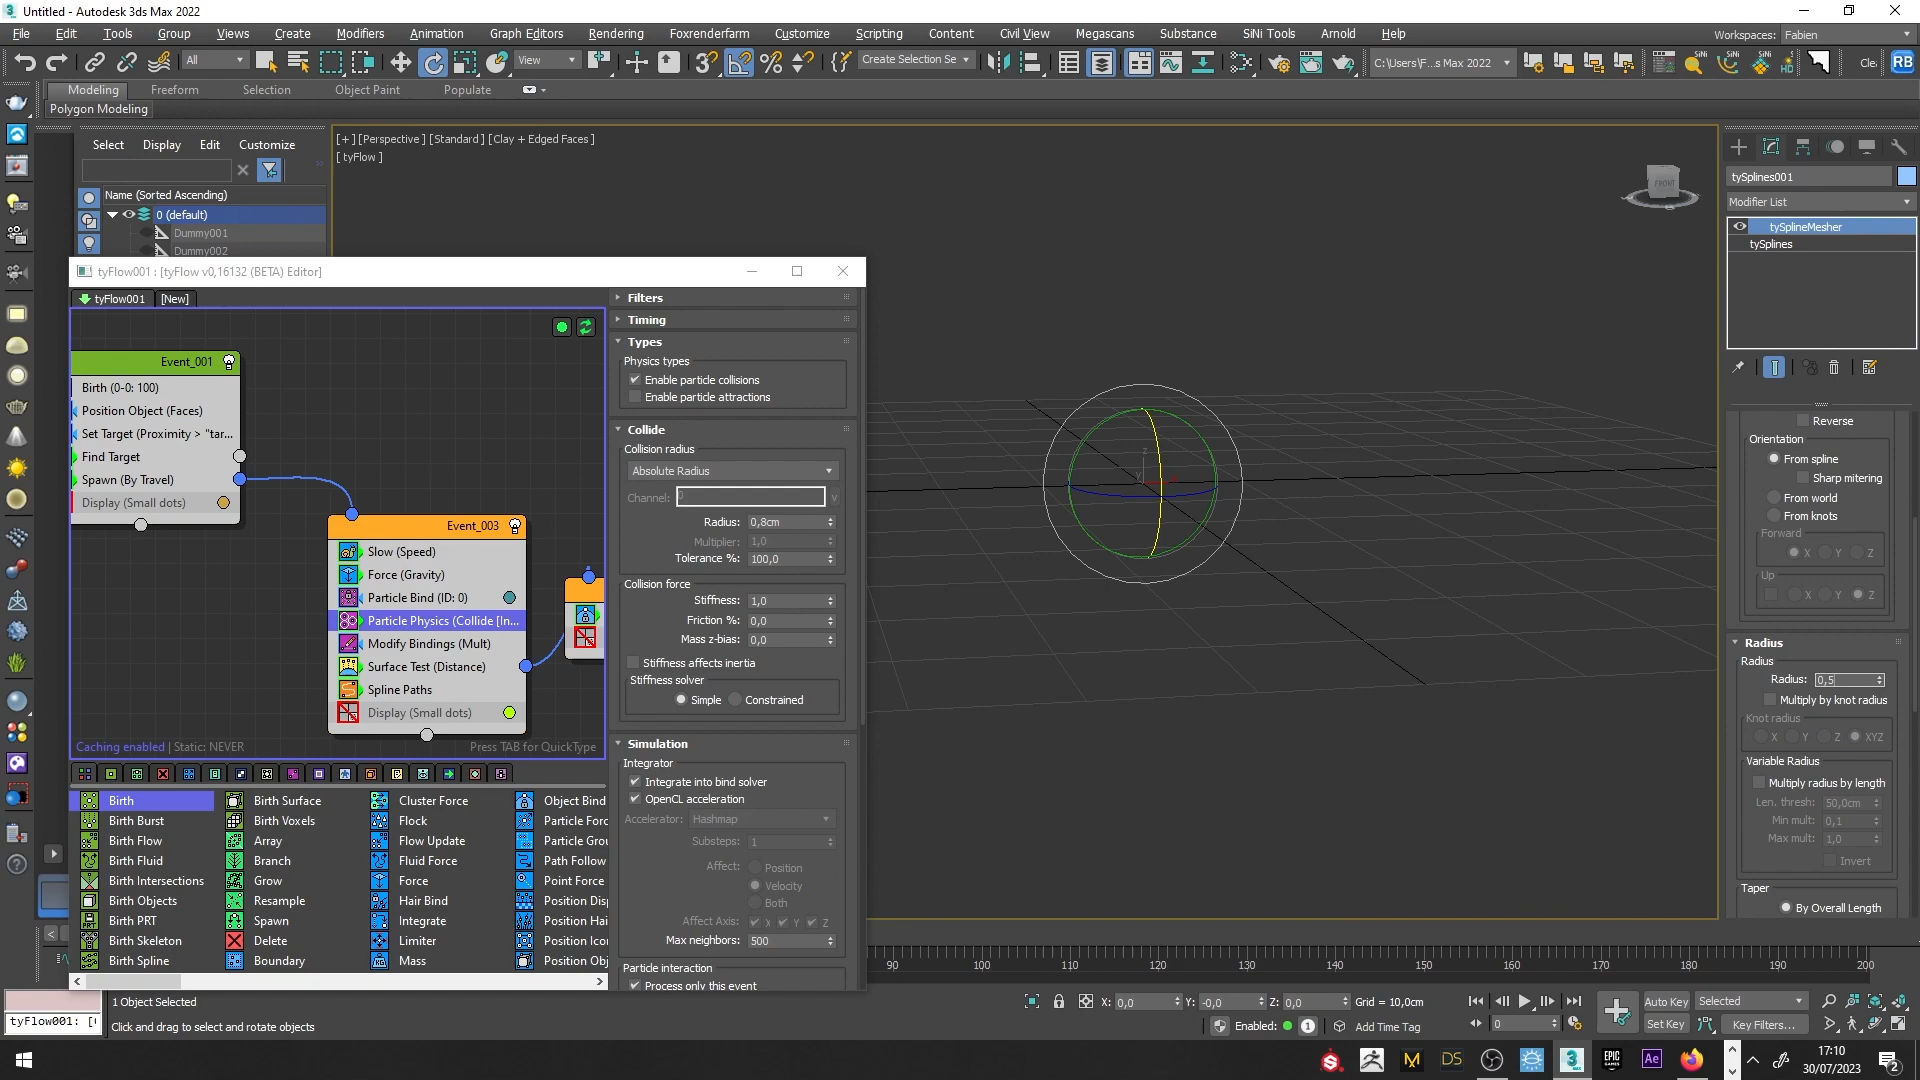 Untitled - Autodesk 3ds Max 2022
File Edit Tools Group Views Create Modifiers Animation Graph Editors Rendering Foxrenderfarm Customize Scripting Content Civil View Megascans Substance SiNi Tools Arnold Help
Workspaces: Fabien
All
View
Create Selection Se
C:\Users\F...s Max 2022
Cle
RB
Modeling Freeform Selection Object Paint Populate
Polygon Modeling
Select Display Edit Customize
Name (Sorted Ascending)
0 (default)
Dummy001
Dummy002
[+] [Perspective] [Standard] [Clay + Edged Faces]
[ tyFlow ]
FRONT
tyFlow001 : [tyFlow v0,16132 (BETA) Editor]
tyFlow001 [New]
Event_001
Birth (0-0: 100)
Position Object (Faces)
Set Target (Proximity > "tar...
Find Target
Spawn (By Travel)
Display (Small dots)
Event_003
Slow (Speed)
Force (Gravity)
Particle Bind (ID: 0)
Particle Physics (Collide [In...
Modify Bindings (Mult)
Surface Test (Distance)
Spline Paths
Display (Small dots)
Caching enabled | Static: NEVER
Press TAB for QuickType
Filters
Timing
Types
Physics types
Enable particle collisions
Enable particle attractions
Collide
Collision radius
Absolute Radius
Channel: 0
Radius: 0,8cm
Multiplier: 1,0
Tolerance %: 100,0
Collision force
Stiffness: 1,0
Friction %: 0,0
Mass z-bias: 0,0
Stiffness affects inertia
Stiffness solver
Simple Constrained
Simulation
Integrator
Integrate into bind solver
OpenCL acceleration
Accelerator: Hashmap
Substeps: 1
Affect: Position
Velocity
Both
Affect Axis: X Y Z
Max neighbors: 500
Particle interaction
Process only this event
Birth Birth Surface Cluster Force Object Bind
Birth Burst Birth Voxels Flock Particle Forc
Birth Flow Array Flow Update Particle Grou
Birth Fluid Branch Fluid Force Path Follow
Birth Intersections Grow Force Point Force
Birth Objects Resample Hair Bind Position Disp
Birth PRT Spawn Integrate Position Hai
Birth Skeleton Delete Limiter Position Icon
Birth Spline Boundary Mass Position Obj
tySplines001
Modifier List
tySplineMesher
tySplines
Reverse
Orientation
From spline
Sharp mitering
From world
From knots
Forward
X Y Z
Up
X Y Z
Radius
Radius
Radius: 0,5
Multiply by knot radius
Knot radius
X Y Z XYZ
Variable Radius
Multiply radius by length
Len. thresh: 50,0cm
Min mult: 0,1
Max mult: 1,0
Invert
Taper
By Overall Length
90 100 110 120 130 140 150 160 170 180 190 200
1 Object Selected
tyFlow001: [
Click and drag to select and rotate objects
X: 0,0 Y: -0,0 Z: 0,0 Grid = 10,0cm
Enabled: 1 Add Time Tag
0
Auto Key Selected
Set Key Key Filters...
3 EPIC GAMES Ae DS
17:10
30/07/2023
2